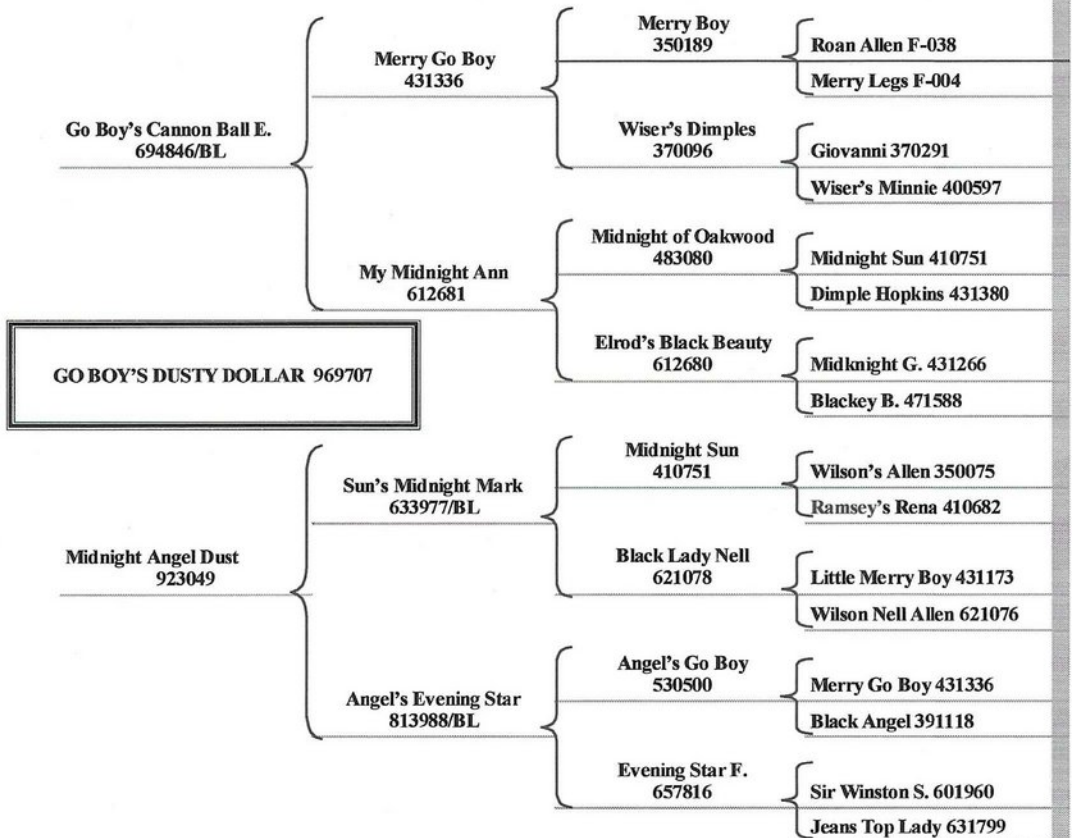 Merry Boy
350189
Roan Allen F-038
Merry Go Boy
431336
Merry Legs F-004
Go Boy's Cannon Ball E.
694846/BL
Wiser's Dimples
370096
Giovanni 370291
Wiser's Minnie 400597
Midnight of Oakwood
483080
Midnight Sun 410751
My Midnight Ann
612681
Dimple Hopkins 431380
Elrod's Black Beauty
612680
Midknight G. 431266
GO BOY'S DUSTY DOLLAR 969707
Blackey B. 471588
Midnight Sun
410751
Wilson's Allen 350075
Sun's Midnight Mark
633977/BL
Ramsey's Rena 410682
Midnight Angel Dust
923049
Black Lady Nell
621078
Little Merry Boy 431173
Wilson Nell Allen 621076
Angel's Go Boy
530500
Merry Go Boy 431336
Angel's Evening Star
813988/BL
Black Angel 391118
Evening Star F.
657816
Sir Winston S. 601960
Jeans Top Lady 631799